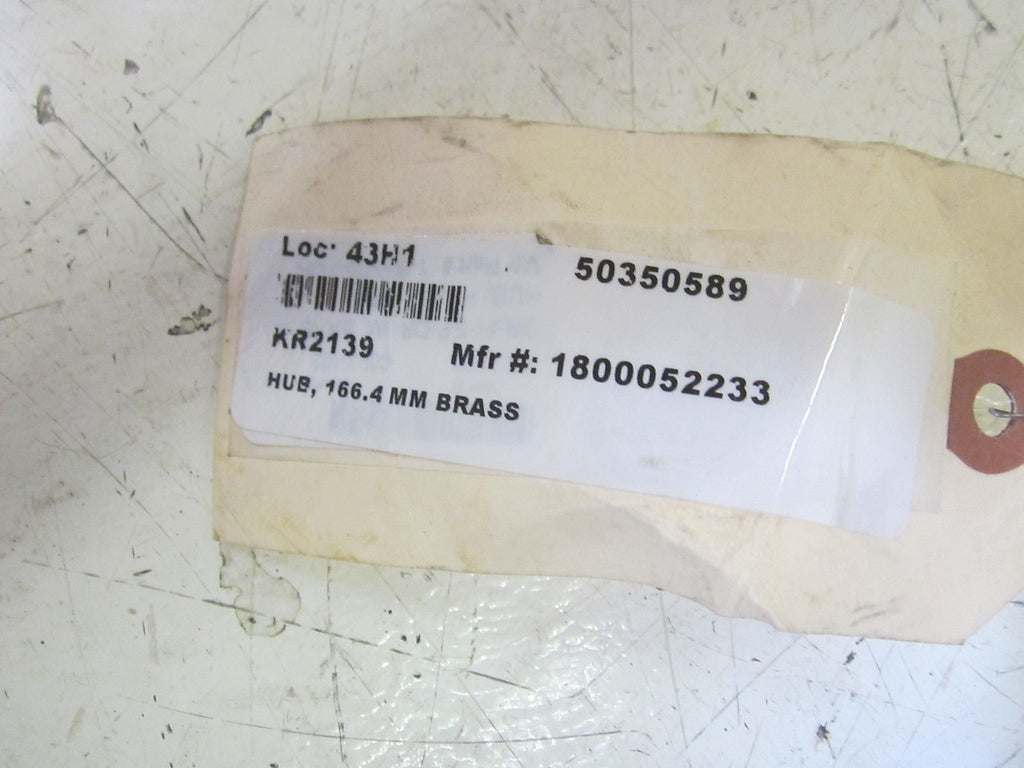 Loc: 43H1
50350589
KR2139
Mfr #: 1800052233
HUB, 166.4 MM BRASS